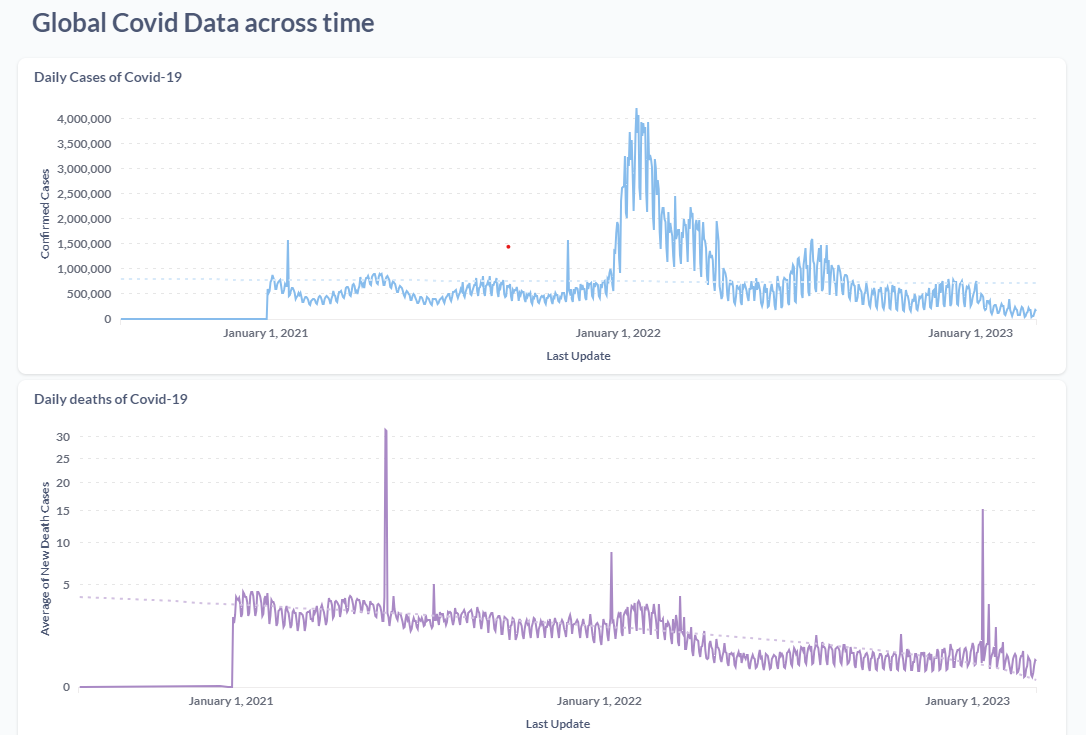 Global Covid Data across time
Daily Cases of Covid-19
Confirmed Cases
4,000,000
3,500,000
3,000,000
2,500,000
2,000,000
1,500,000
1,000,000
500,000
0
January 1, 2021
January 1, 2022
January 1, 2023
Last Update
Daily deaths of Covid-19
Average of New Death Cases
30
25
20
15
10
5
0
January 1, 2021
January 1, 2022
January 1, 2023
Last Update